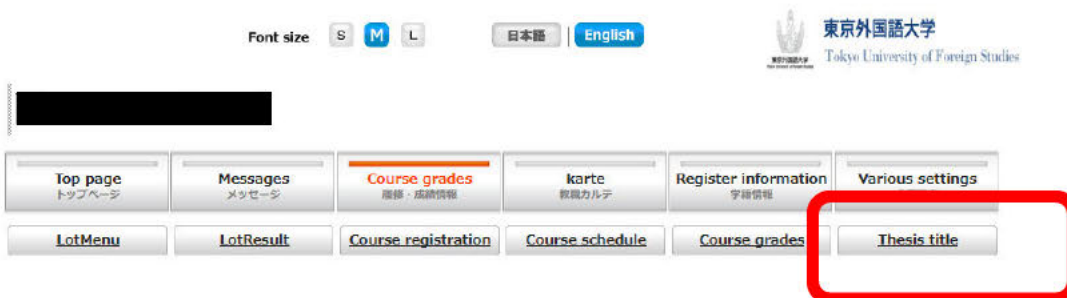 Font size S M L 日本語 | English
東京外国語大学
Tokyo University of Foreign Studies
Top page Messages Course grades karte Register information Various settings
トップページ メッセージ 履修・成績情報 教職カルテ 学籍情報
LotMenu LotResult Course registration Course schedule Course grades Thesis title